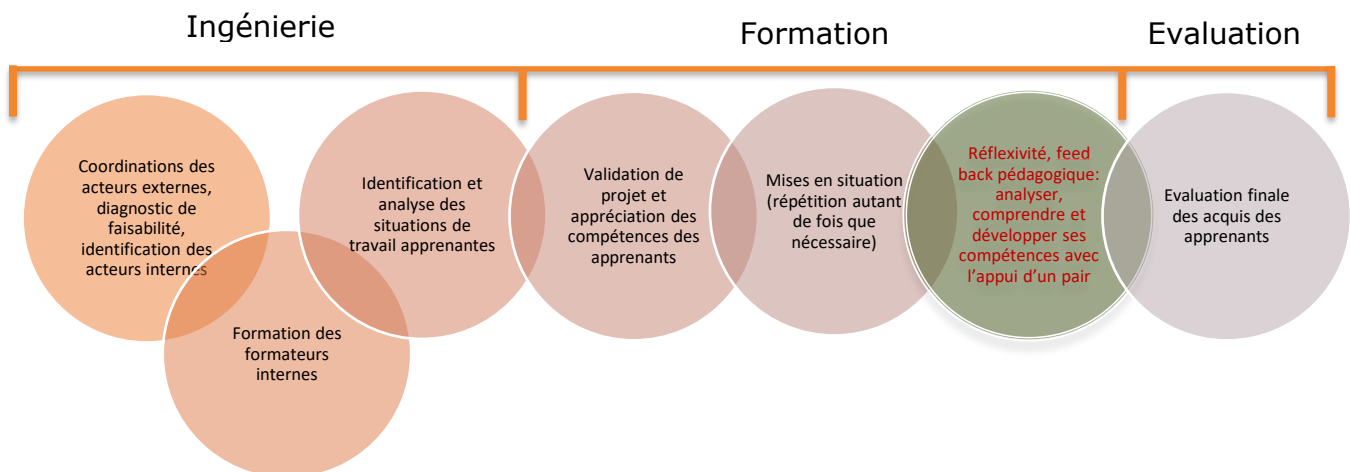 Ingénierie
Formation
Evaluation
Coordinations des
acteurs externes,
diagnostic de
faisabilité,
identification des
acteurs internes
Formation des
formateurs
internes
Identification et
analyse des
situations de
travail apprenantes
Validation de
projet et
appréciation des
compétences des
apprenants
Mises en situation
(répétition autant
de fois que
nécessaire)
Réflexivité, feed
back pédagogique:
analyser,
comprendre et
développer ses
compétences avec
l’appui d’un pair
Evaluation finale
des acquis des
apprenants